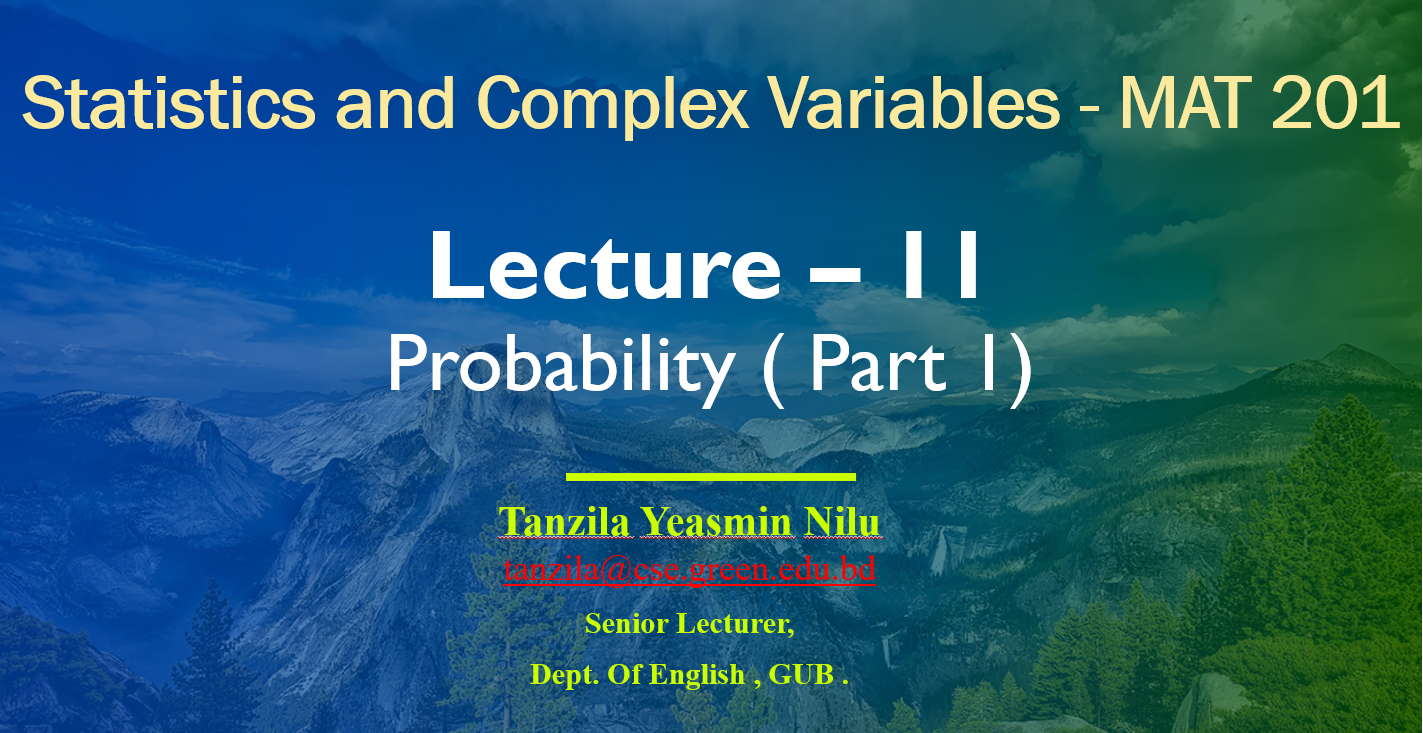 Statistics and Complex Variables - MAT 201
Lecture – 11
Probability ( Part 1)
Tanzila Yeasmin Nilu
tanzila@cse.green.edu.bd
Senior Lecturer,
Dept. Of English , GUB .